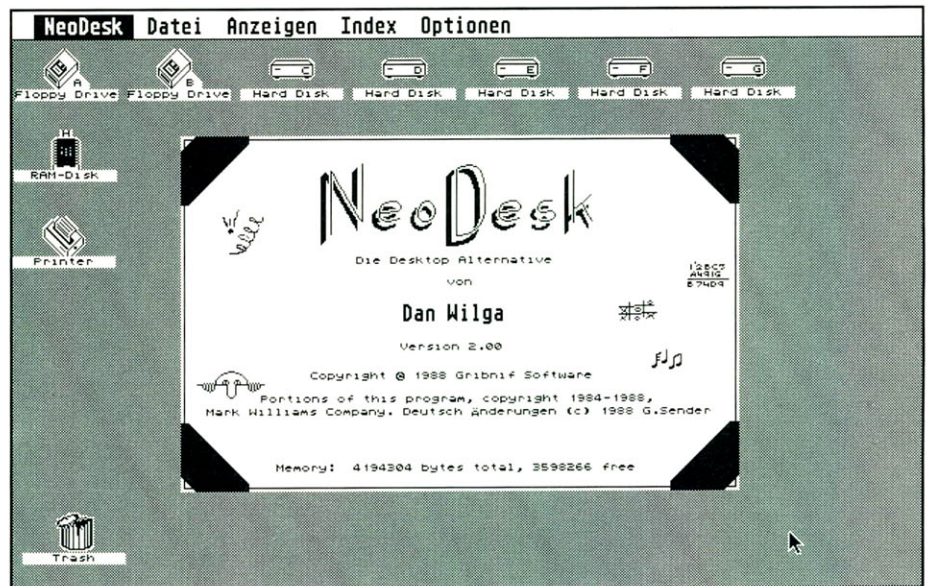 NeoDesk Datei Anzeigen Index Optionen
A B C D E F G
Floppy Drive Floppy Drive Hard Disk Hard Disk Hard Disk Hard Disk Hard Disk
H
RAM-Disk
Printer
NeoDesk
Die Desktop Alternative
von
Dan Wilga
Version 2.00
Copyright © 1988 Gribnif Software
Portions of this program, copyright 1984-1988,
Mark Williams Company. Deutsch Änderungen (c) 1988 G.Sender
Memory: 4194304 bytes total, 3598266 free
Trash